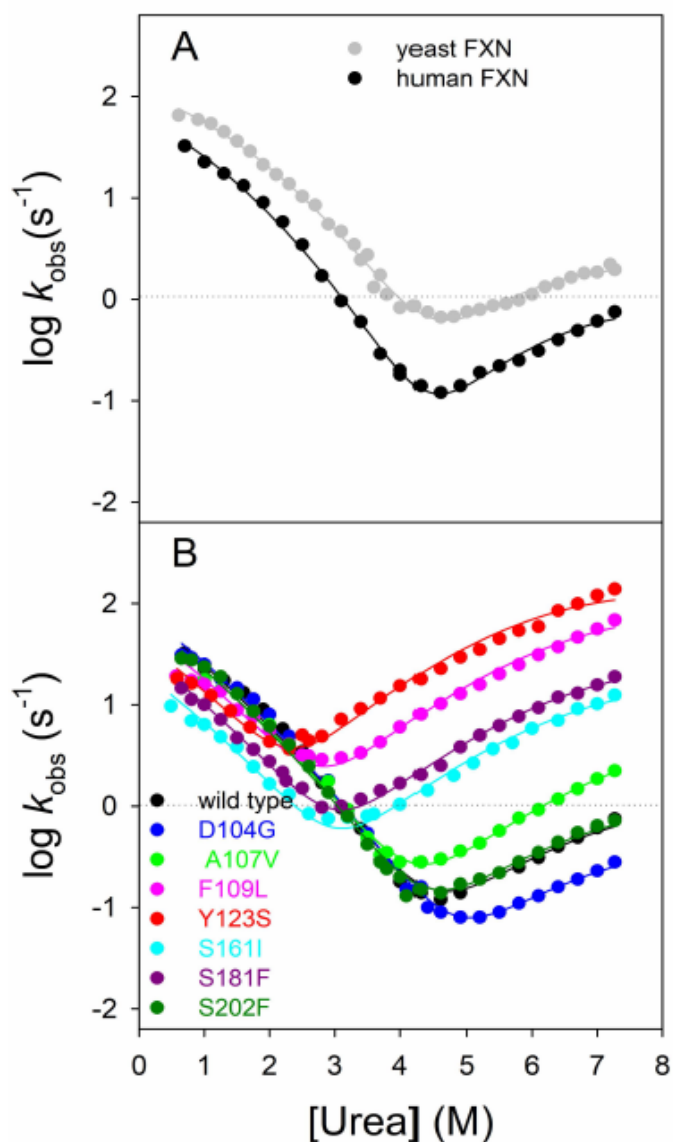 A
yeast FXN
human FXN
2
1
0
-1
-2
log kobs(s-1)
B
2
1
0
-1
-2
log kobs (s-1)
wild type
D104G
A107V
F109L
Y123S
S161I
S181F
S202F
0 1 2 3 4 5 6 7 8
[Urea] (M)